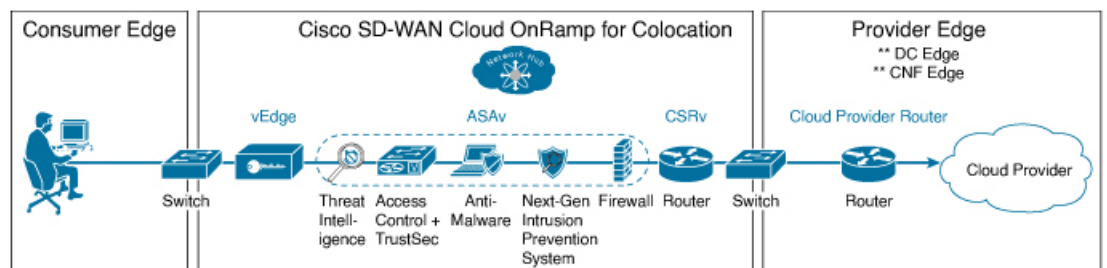 Consumer Edge
Cisco SD-WAN Cloud OnRamp for Colocation
Provider Edge
** DC Edge
** CNF Edge
Network Hub
vEdge
ASAv
CSRv
Cloud Provider Router
Cloud Provider
Switch
Threat
Intell-
igence
Access
Control +
TrustSec
Anti-
Malware
Next-Gen
Intrusion
Prevention
System
Firewall
Router
Switch
Router